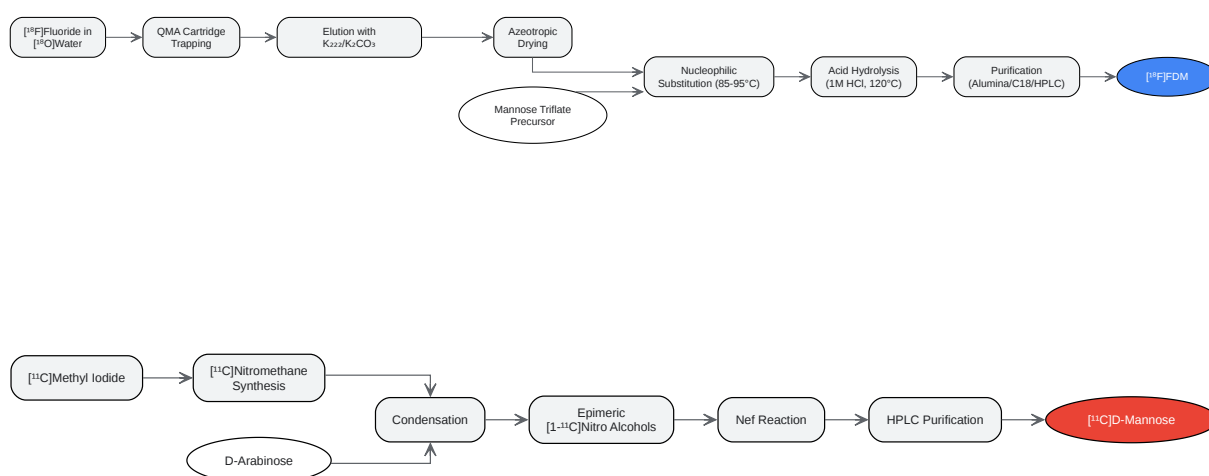 [¹⁸F]Fluoride in
[¹⁸O]Water
QMA Cartridge
Trapping
Elution with
K₂₂₂/K₂CO₃
Azeotropic
Drying
Mannose Triflate
Precursor
Nucleophilic
Substitution (85-95°C)
Acid Hydrolysis
(1M HCl, 120°C)
Purification
(Alumina/C18/HPLC)
[¹⁸F]FDM
[¹¹C]Methyl Iodide
[¹¹C]Nitromethane
Synthesis
D-Arabinose
Condensation
Epimeric
[1-¹¹C]Nitro Alcohols
Nef Reaction
HPLC Purification
[¹¹C]D-Mannose